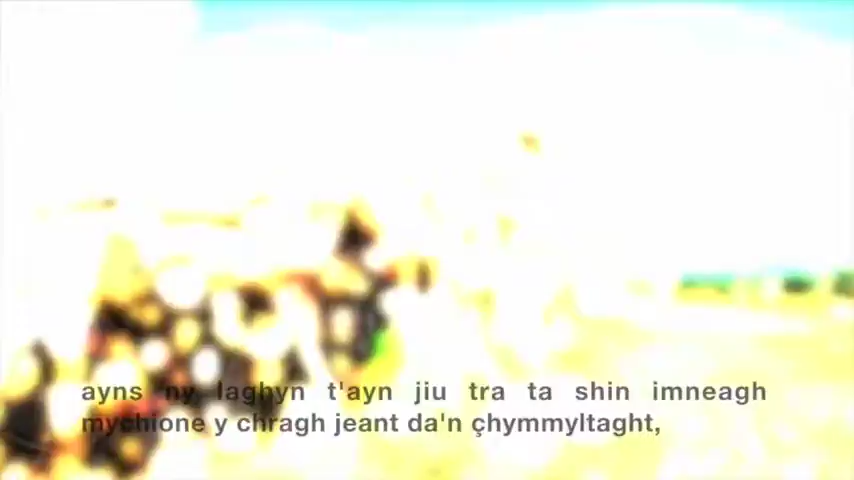 ayns ny laghyn t'ayn jiu tra ta shin imneagh
mychione y chragh jeant da'n çhymmyltaght,